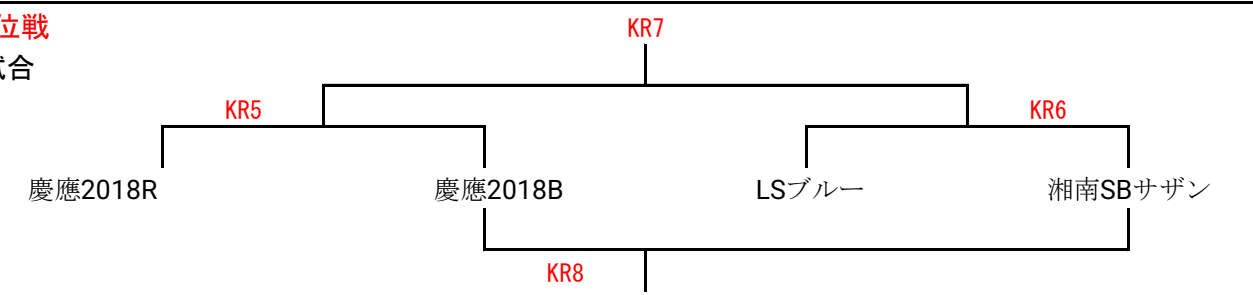 位戦
KR7
試合
KR5
KR6
慶應2018R
慶應2018B
LSブルー
湘南SBサザン
KR8